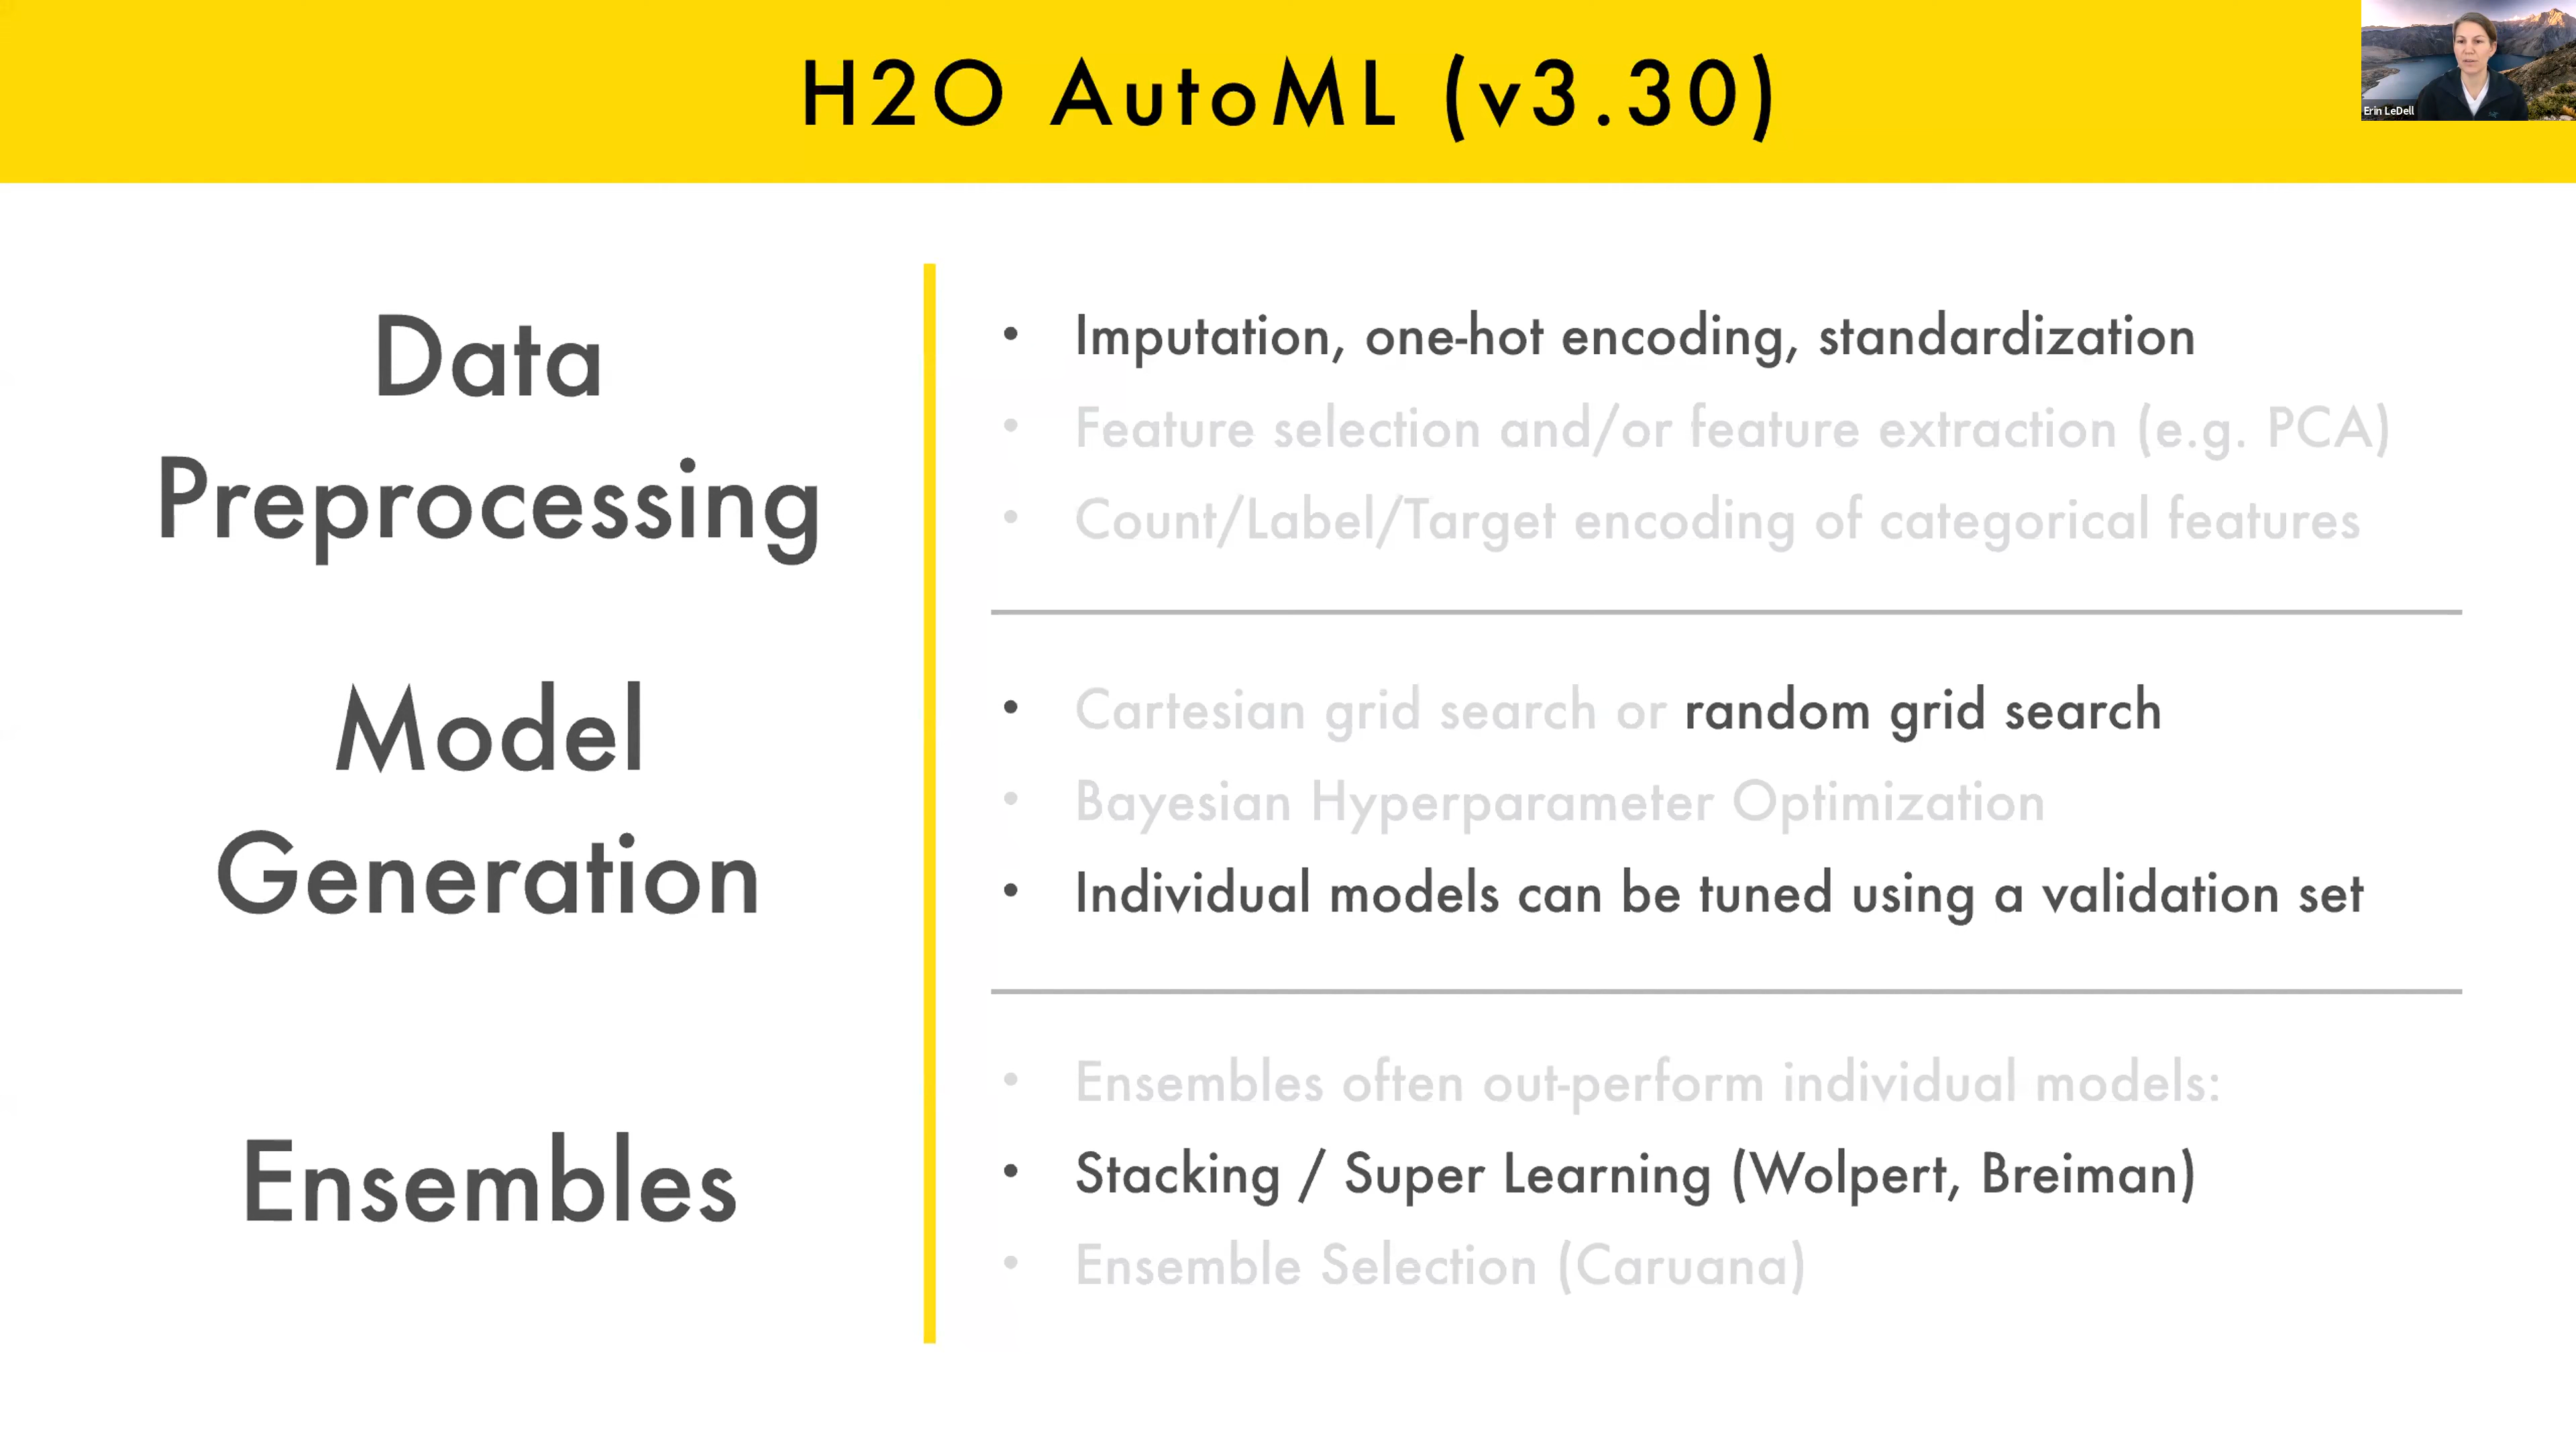 H2O AutoML (v3.30)
Erin LeDell
Data
Preprocessing
• Imputation, one-hot encoding, standardization
• Feature selection and/or feature extraction (e.g. PCA)
• Count/Label/Target encoding of categorical features
Model
Generation
• Cartesian grid search or random grid search
• Bayesian Hyperparameter Optimization
• Individual models can be tuned using a validation set
Ensembles
• Ensembles often out-perform individual models:
• Stacking / Super Learning (Wolpert, Breiman)
• Ensemble Selection (Caruana)